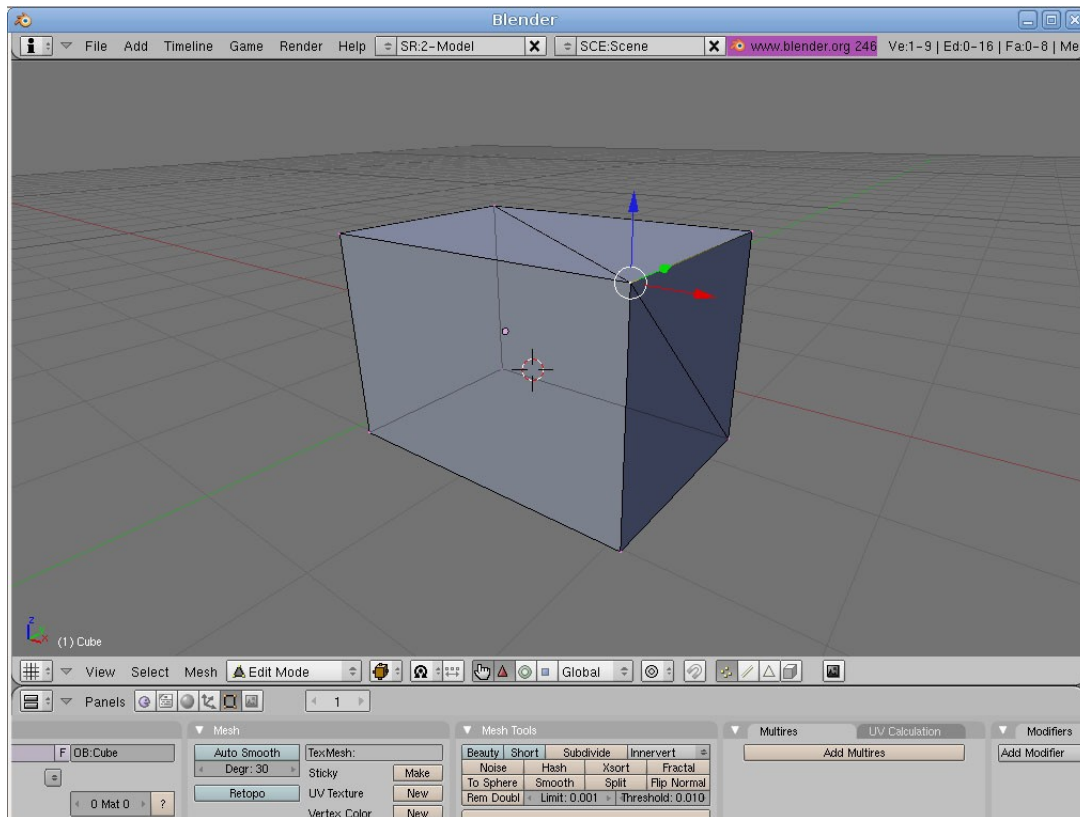 Blender
File Add Timeline Game Render Help SR:2-Model SCE:Scene www.blender.org 246 Ve:1-9 | Ed:0-16 | Fa:0-8 | Me
z
x
(1) Cube
View Select Mesh Edit Mode Global
Panels 1
Mesh Mesh Tools Multires UV Calculation Modifiers
F OB:Cube Auto Smooth TexMesh: Beauty Short Subdivide Innervert Add Multires Add Modifier
Degr: 30 Sticky Make Noise Hash Xsort Fractal
To Sphere Smooth Split Flip Normal
0 Mat 0 ? Retopo UV Texture New Rem Doubl Limit: 0.001 Threshold: 0.010
Vertex Color New